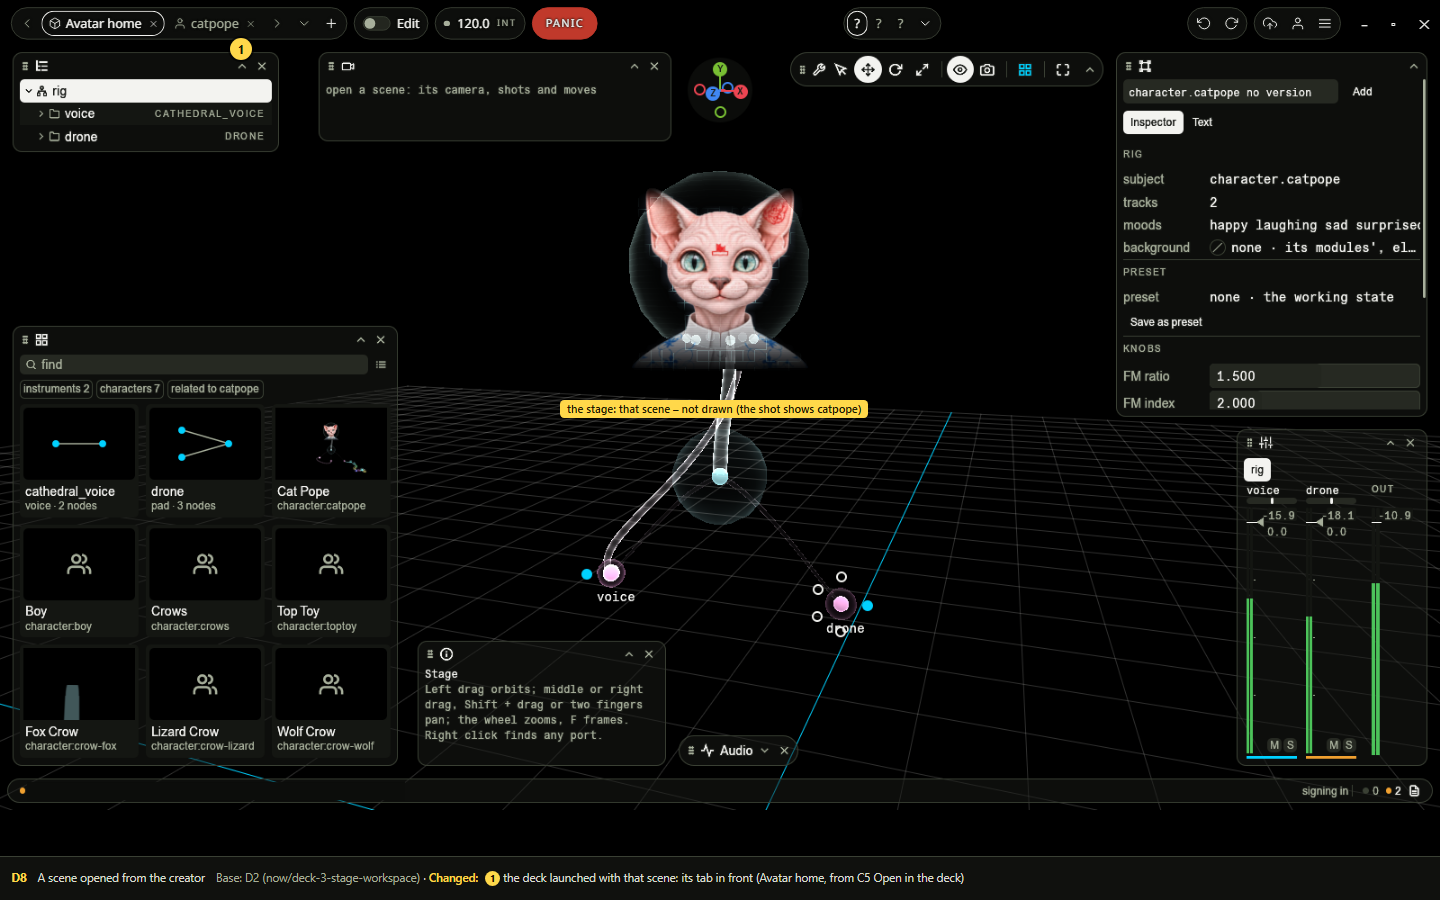 Avatar home
catpope
Edit
120.0 INT
PANIC
? ? ?
1
rig
voice CATHEDRAL_VOICE
drone DRONE
open a scene: its camera, shots and moves
Y
Z X
character.catpope no version Add
Inspector Text
RIG
subject character.catpope
tracks 2
moods happy laughing sad surprised
background none · its modules', el…
PRESET
preset none · the working state
Save as preset
KNOBS
FM ratio 1.500
FM index 2.000
find
instruments 2 characters 7 related to catpope
cathedral_voice
voice · 2 nodes
drone
pad · 3 nodes
Cat Pope
character:catpope
Boy
character:boy
Crows
character:crows
Top Toy
character:toptoy
Fox Crow
character:crow-fox
Lizard Crow
character:crow-lizard
Wolf Crow
character:crow-wolf
the stage: that scene – not drawn (the shot shows catpope)
voice
drone
Stage
Left drag orbits; middle or right
drag, Shift + drag or two fingers
pan; the wheel zooms, F frames.
Right click finds any port.
Audio
rig
voice drone OUT
-15.9 -18.1 -10.9
0.0 0.0
M S M S
signing in 0 2
D8 A scene opened from the creator Base: D2 (now/deck-3-stage-workspace) · Changed: 1 the deck launched with that scene: its tab in front (Avatar home, from C5 Open in the deck)